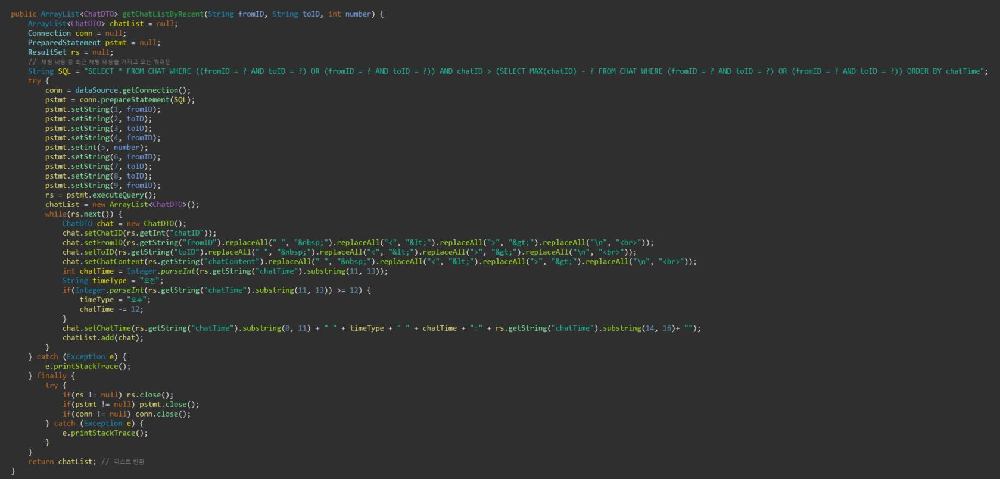 public ArrayList<ChatDTO> getChatListByRecent(String fromID, String toID, int number) {
    ArrayList<ChatDTO> chatList = null;
    Connection conn = null;
    PreparedStatement pstmt = null;
    ResultSet rs = null;
    // 채팅 내용 중 최근 채팅 내용을 가지고 오는 쿼리문
    String SQL = "SELECT * FROM CHAT WHERE ((fromID = ? AND toID = ?) OR (fromID = ? AND toID = ?)) AND chatID > (SELECT MAX(chatID) - ? FROM CHAT WHERE (fromID = ? AND toID = ?) OR (fromID = ? AND toID = ?)) ORDER BY chatTime";
    try {
        conn = dataSource.getConnection();
        pstmt = conn.prepareStatement(SQL);
        pstmt.setString(1, fromID);
        pstmt.setString(2, toID);
        pstmt.setString(3, toID);
        pstmt.setString(4, fromID);
        pstmt.setInt(5, number);
        pstmt.setString(6, fromID);
        pstmt.setString(7, toID);
        pstmt.setString(8, toID);
        pstmt.setString(9, fromID);
        rs = pstmt.executeQuery();
        chatList = new ArrayList<ChatDTO>();
        while(rs.next()) {
            ChatDTO chat = new ChatDTO();
            chat.setChatID(rs.getInt("chatID"));
            chat.setFromID(rs.getString("fromID").replaceAll(" ", "&nbsp;").replaceAll("<", "&lt;").replaceAll(">", "&gt;").replaceAll("\n", "<br>"));
            chat.setToID(rs.getString("toID").replaceAll(" ", "&nbsp;").replaceAll("<", "&lt;").replaceAll(">", "&gt;").replaceAll("\n", "<br>"));
            chat.setChatContent(rs.getString("chatContent").replaceAll(" ", "&nbsp;").replaceAll("<", "&lt;").replaceAll(">", "&gt;").replaceAll("\n", "<br>"));
            int chatTime = Integer.parseInt(rs.getString("chatTime").substring(11, 13));
            String timeType = "오전";
            if(Integer.parseInt(rs.getString("chatTime").substring(11, 13)) >= 12) {
                timeType = "오후";
                chatTime -= 12;
            }
            chat.setChatTime(rs.getString("chatTime").substring(0, 11) + " " + timeType + " " + chatTime + ":" + rs.getString("chatTime").substring(14, 16)+ "");
            chatList.add(chat);
        }
    } catch (Exception e) {
        e.printStackTrace();
    } finally {
        try {
            if(rs != null) rs.close();
            if(pstmt != null) pstmt.close();
            if(conn != null) conn.close();
        } catch (Exception e) {
            e.printStackTrace();
        }
    }
    return chatList; // 리스트 반환
}